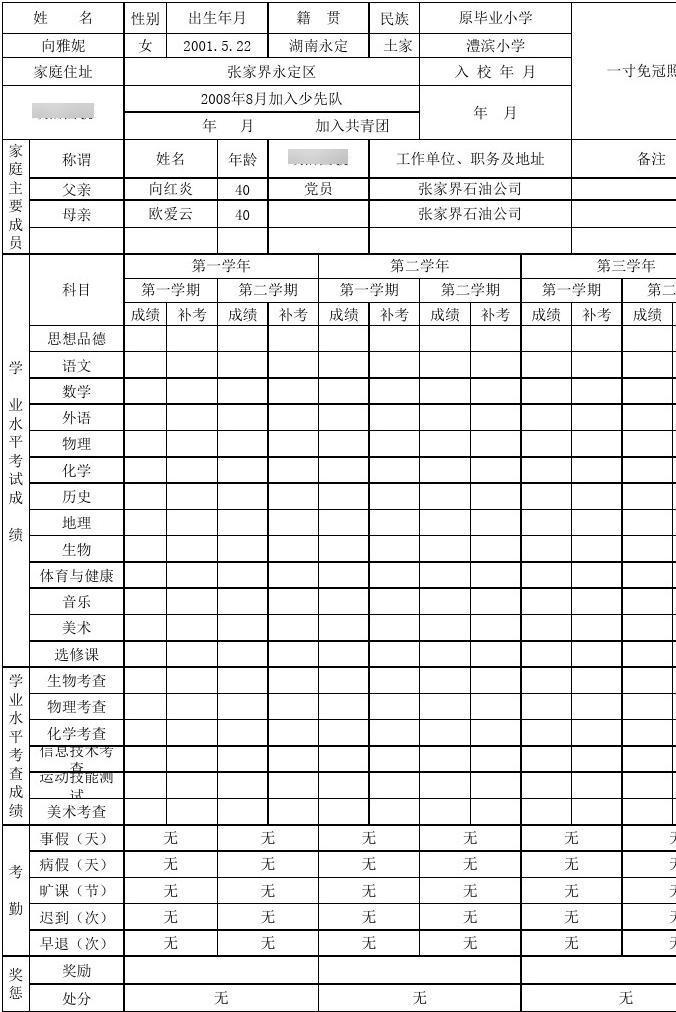 姓 名 性别 出生年月 籍 贯 民族 原毕业小学
向雅妮 女 2001.5.22 湖南永定 土家 澧滨小学
家庭住址 张家界永定区 入 校 年 月 一寸免冠照
2008年8月加入少先队 年 月
年 月 加入共青团
家庭主要成员 称谓 姓名 年龄 工作单位、职务及地址 备注
父亲 向红炎 40 党员 张家界石油公司
母亲 欧爱云 40 张家界石油公司
学业水平考试成绩 科目 第一学年 第二学年 第三学年
第一学期 第二学期 第一学期 第二学期 第一学期 第二
成绩 补考 成绩 补考 成绩 补考 成绩 补考 成绩 补考 成绩
思想品德
语文
数学
外语
物理
化学
历史
地理
生物
体育与健康
音乐
美术
选修课
学业水平考查成绩 生物考查
物理考查
化学考查
信息技术考查
运动技能测试
美术考查
考勤 事假（天） 无 无 无 无 无 无
病假（天） 无 无 无 无 无 无
旷课（节） 无 无 无 无 无 无
迟到（次） 无 无 无 无 无 无
早退（次） 无 无 无 无 无 无
奖惩 奖励
处分 无 无 无